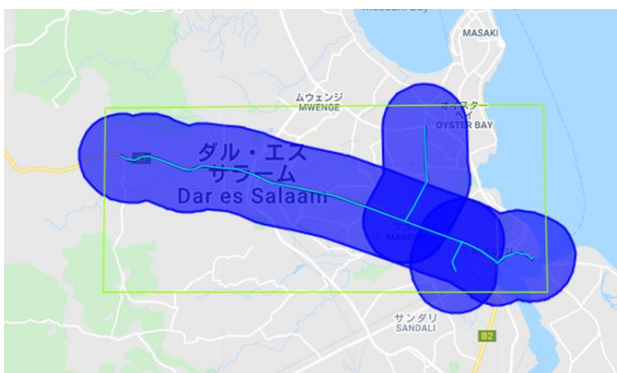 MASAKI
ムウェンジ
MWENGE
オイスター
ベイ
OYSTER BAY
ダル・エス
サラーム
Dar es Salaam
サンダリ
SANDALI
B2